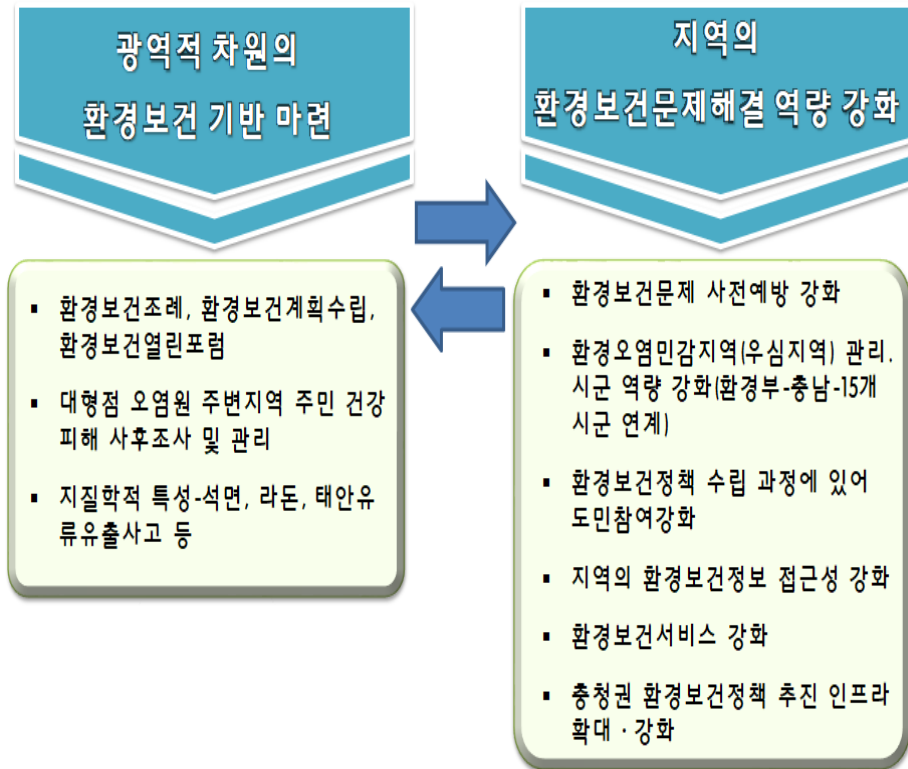 광역적 차원의
환경보건 기반 마련
▪ 환경보건조례, 환경보건계획수립,
환경보건열린포럼
▪ 대형점 오염원 주변지역 주민 건강
피해 사후조사 및 관리
▪ 지질학적 특성-석면, 라돈, 태안유
류유출사고 등
지역의
환경보건문제해결 역량 강화
▪ 환경보건문제 사전예방 강화
▪ 환경오염민감지역(우심지역) 관리.
시군 역량 강화(환경부-충남-15개
시군 연계)
▪ 환경보건정책 수립 과정에 있어
도민참여강화
▪ 지역의 환경보건정보 접근성 강화
▪ 환경보건서비스 강화
▪ 충청권 환경보건정책 추진 인프라
확대 · 강화